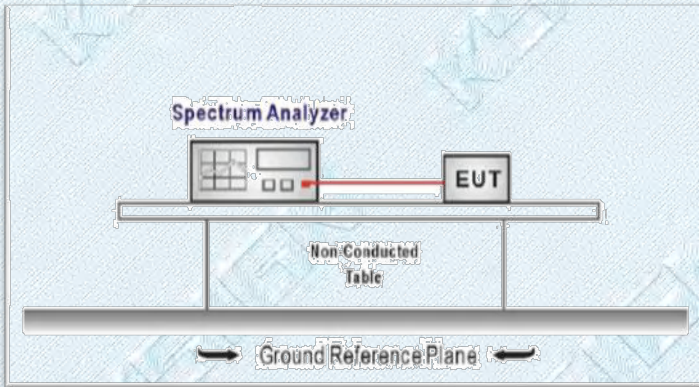 Spectrum Analyzer
EUT
Non-Conducted
Table
Ground Reference Plane